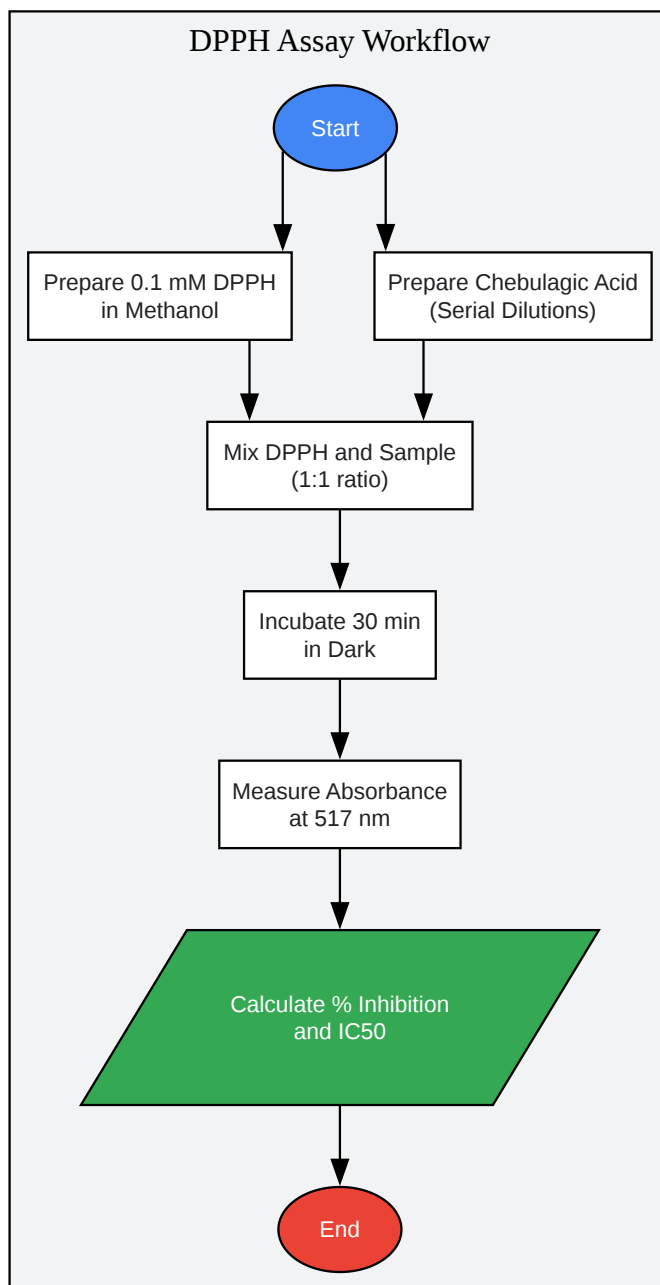 DPPH Assay Workflow
Start
Prepare 0.1 mM DPPH
in Methanol
Prepare Chebulagic Acid
(Serial Dilutions)
Mix DPPH and Sample
(1:1 ratio)
Incubate 30 min
in Dark
Measure Absorbance
at 517 nm
Calculate % Inhibition
and IC50
End